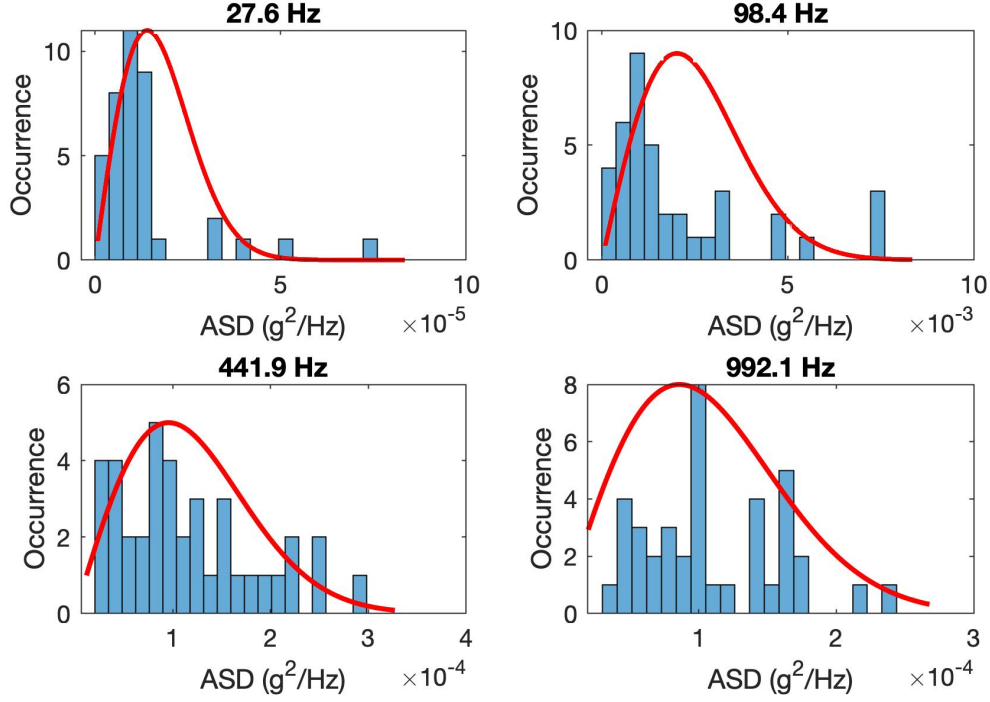 27.6 Hz
10
5
0
Occurrence
0
5
10
ASD (g²/Hz)
×10⁻⁵
98.4 Hz
10
5
0
Occurrence
0
5
10
ASD (g²/Hz)
×10⁻³
441.9 Hz
6
4
2
0
Occurrence
1
2
3
4
ASD (g²/Hz)
×10⁻⁴
992.1 Hz
8
6
4
2
0
Occurrence
1
2
3
ASD (g²/Hz)
×10⁻⁴